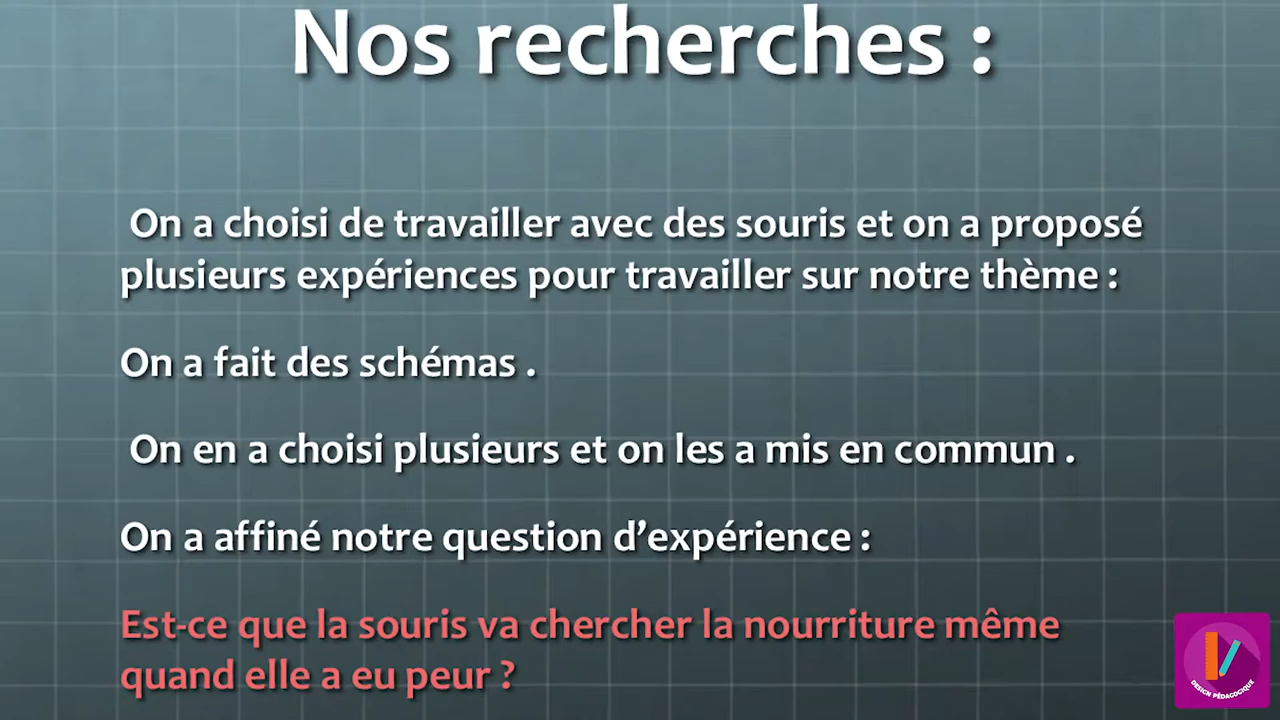 Nos recherches :
On a choisi de travailler avec des souris et on a proposé
plusieurs expériences pour travailler sur notre thème :
On a fait des schémas .
On en a choisi plusieurs et on les a mis en commun .
On a affiné notre question d’expérience :
Est-ce que la souris va chercher la nourriture même
quand elle a eu peur ?
DESIGN PÉDAGOGIQUE